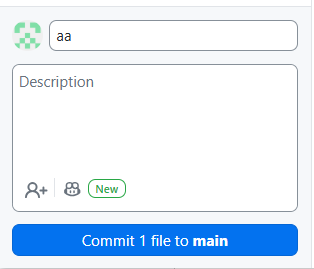 aa
Description
New
Commit 1 file to main